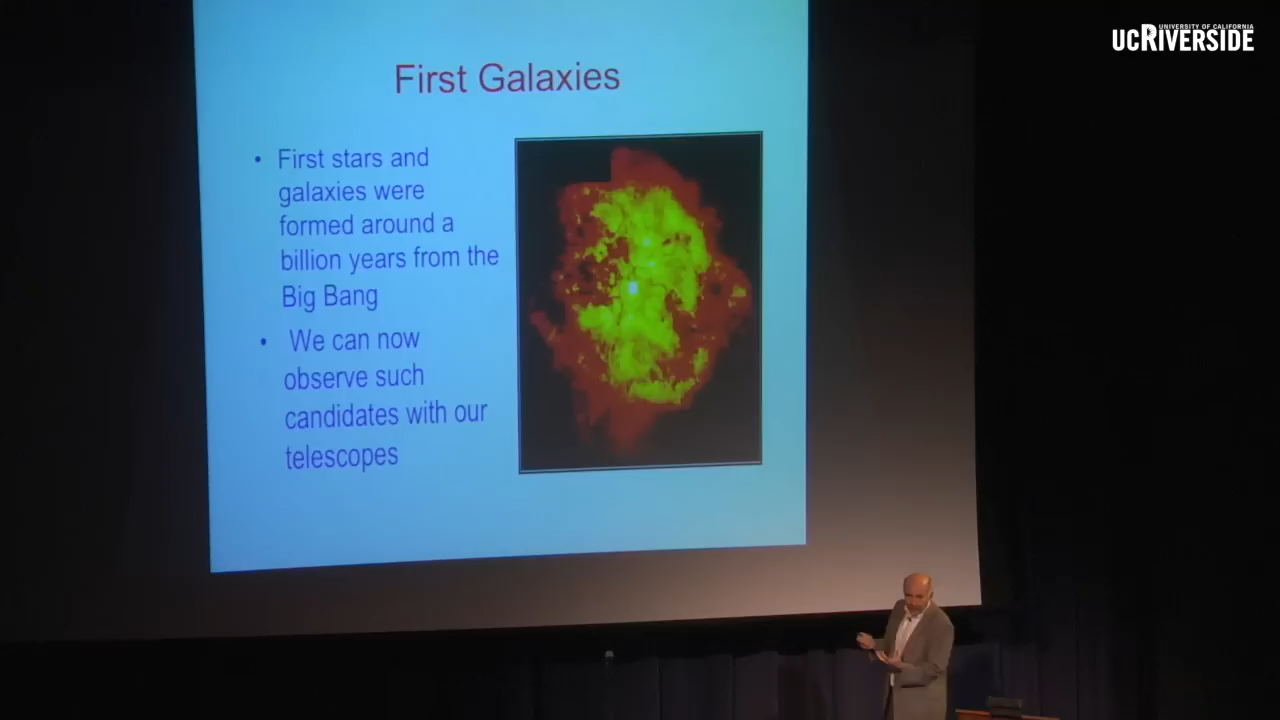 UNIVERSITY OF CALIFORNIA
UCRIVERSIDE
First Galaxies
• First stars and
galaxies were
formed around a
billion years from the
Big Bang
• We can now
observe such
candidates with our
telescopes